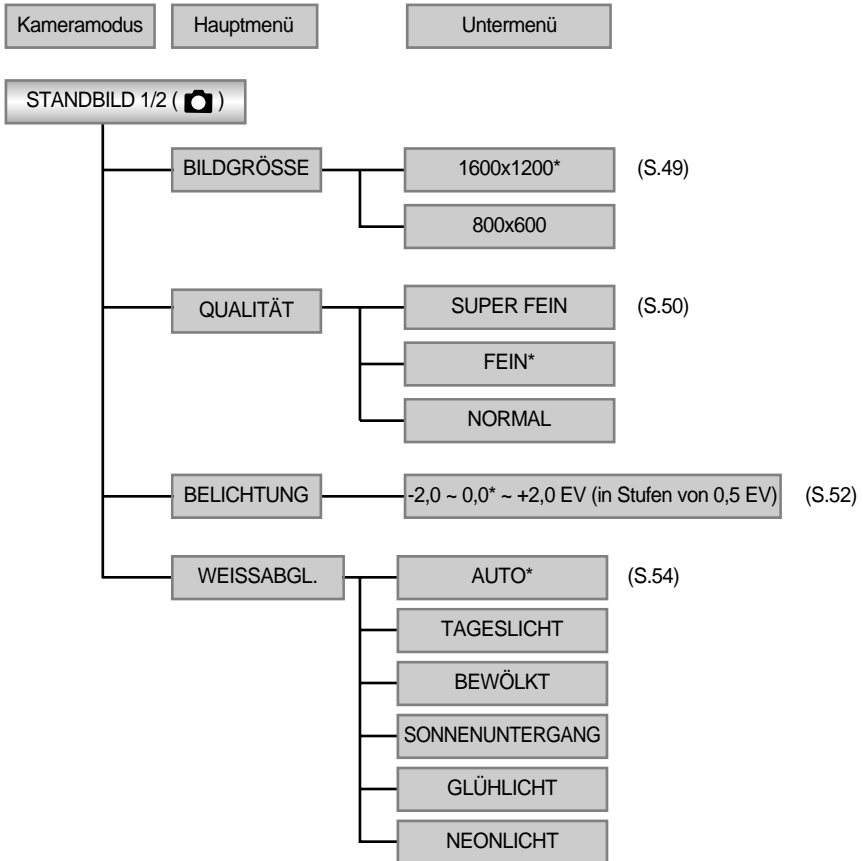 Kameramodus Hauptmenü Untermenü
STANDBILD 1/2 ( )
BILDGRÖSSE 1600x1200* (S.49)
800x600
QUALITÄT SUPER FEIN (S.50)
FEIN*
NORMAL
BELICHTUNG -2,0 ~ 0,0* ~ +2,0 EV (in Stufen von 0,5 EV) (S.52)
WEISSABGL. AUTO* (S.54)
TAGESLICHT
BEWÖLKT
SONNENUNTERGANG
GLÜHLICHT
NEONLICHT